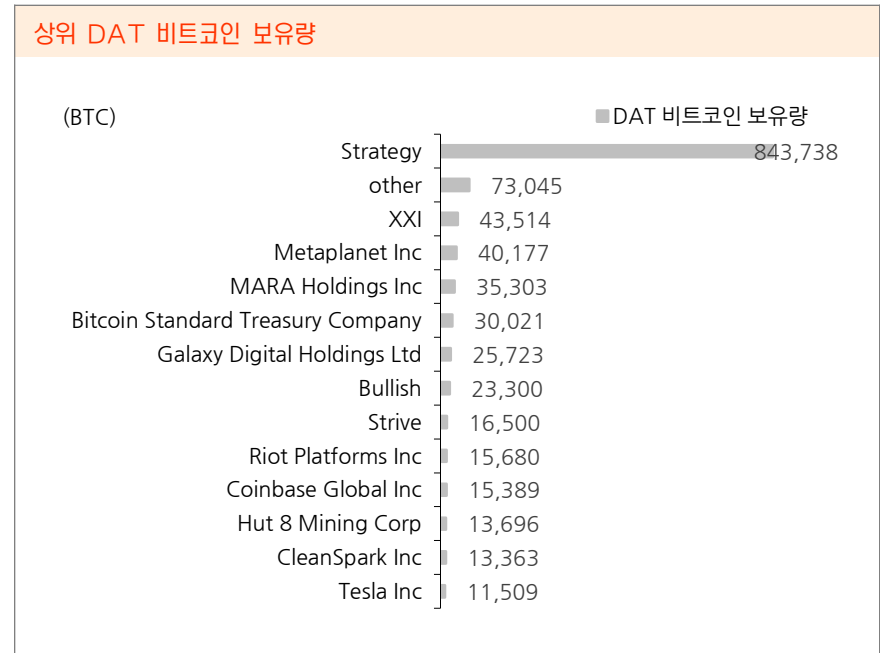 상위 DAT 비트코인 보유량
(BTC)
DAT 비트코인 보유량
Strategy 843,738
other 73,045
XXI 43,514
Metaplanet Inc 40,177
MARA Holdings Inc 35,303
Bitcoin Standard Treasury Company 30,021
Galaxy Digital Holdings Ltd 25,723
Bullish 23,300
Strive 16,500
Riot Platforms Inc 15,680
Coinbase Global Inc 15,389
Hut 8 Mining Corp 13,696
CleanSpark Inc 13,363
Tesla Inc 11,509